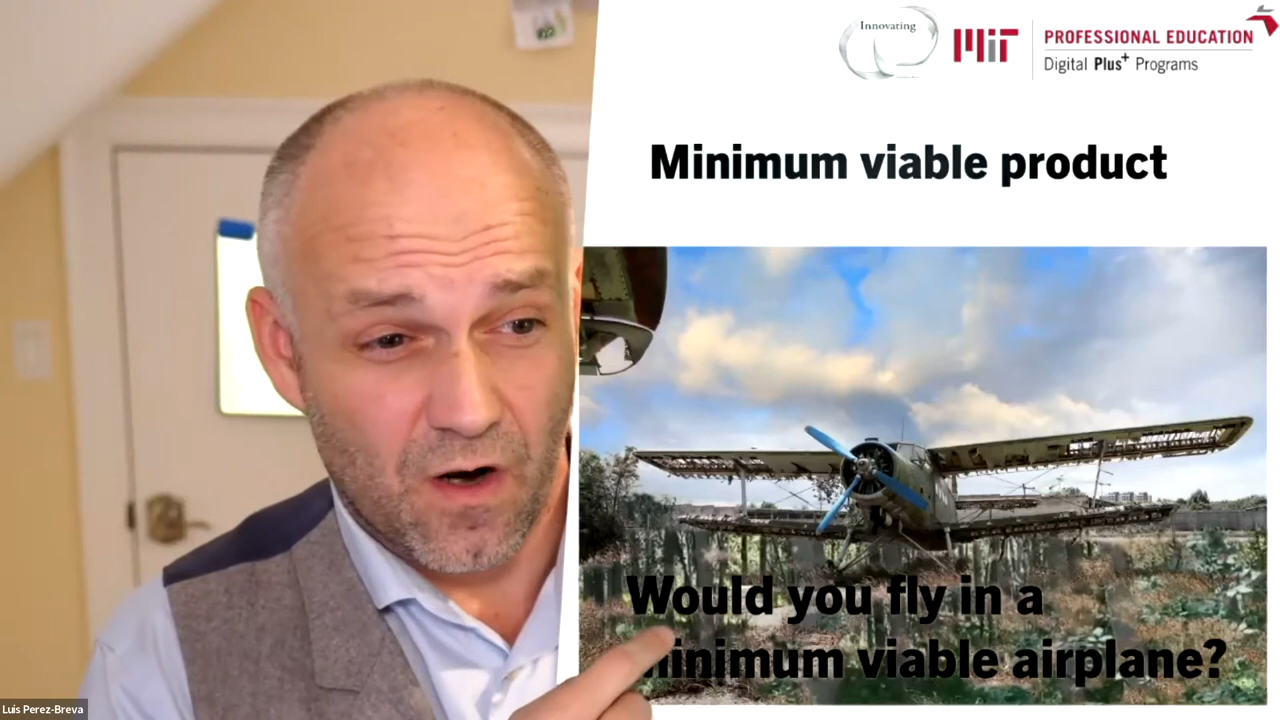 Innovating
MIT
PROFESSIONAL EDUCATION
Digital Plus+ Programs
Minimum viable product
Would you fly in a
minimum viable airplane?
Luis Perez-Breva